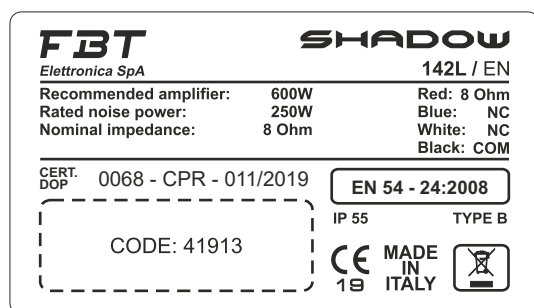 FBT SHADOW
Elettronica SpA 142L / EN
Recommended amplifier: 600W Red: 8 Ohm
Rated noise power: 250W Blue: NC
Nominal impedance: 8 Ohm White: NC
Black: COM
CERT. DOP 0068 - CPR - 011/2019
EN 54 - 24:2008
IP 55 TYPE B
CODE: 41913
CE 19 MADE IN ITALY